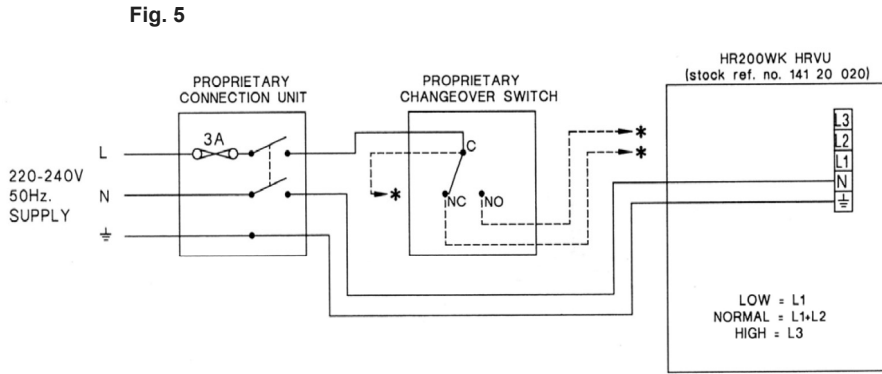 Fig. 5
HR200WK HRVU
(stock ref. no. 141 20 020)
PROPRIETARY
CONNECTION UNIT
PROPRIETARY
CHANGEOVER SWITCH
3A
L
C
*
*
L3
L2
L1
N
220-240V
50Hz.
SUPPLY
N
*
NC
NO
LOW = L1
NORMAL = L1+L2
HIGH = L3